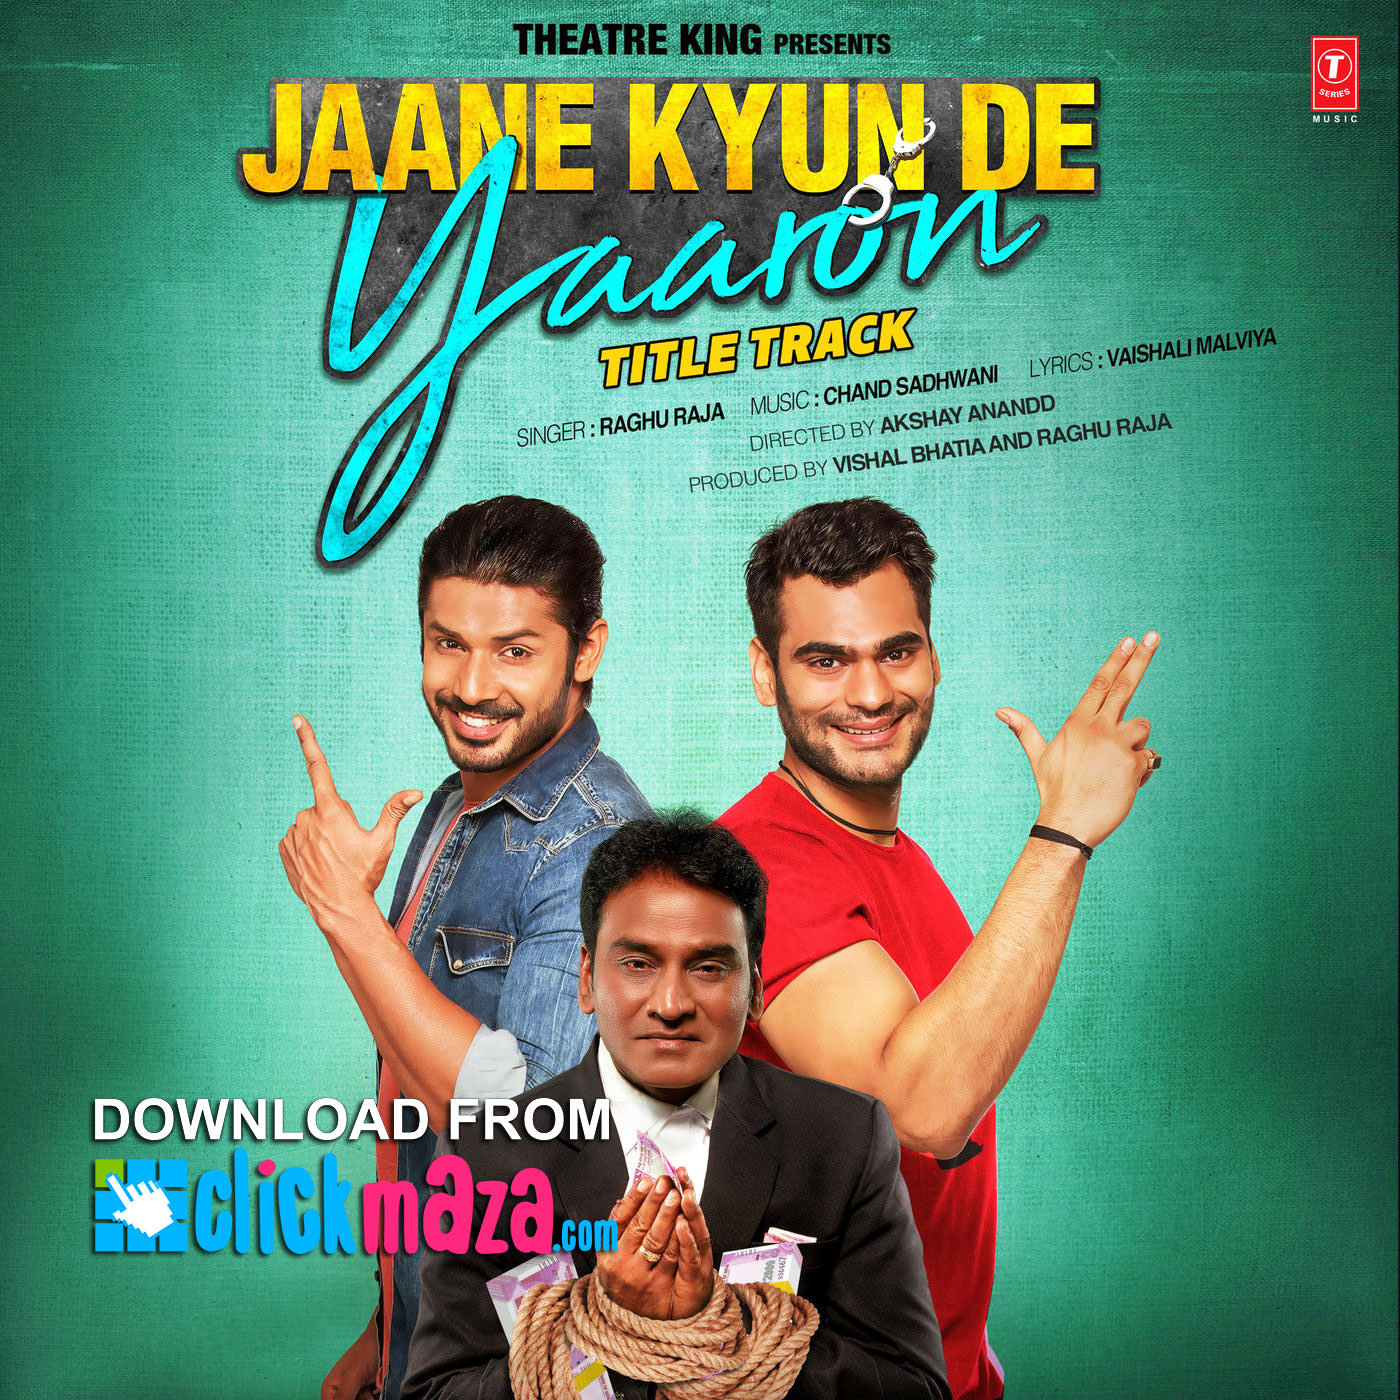 THEATRE KING PRESENTS
T
SERIES
MUSIC
JAANE KYUN DE
Yaaron
TITLE TRACK
SINGER : RAGHU RAJA MUSIC : CHAND SADHWANI LYRICS : VAISHALI MALVIYA
DIRECTED BY AKSHAY ANANDD
PRODUCED BY VISHAL BHATIA AND RAGHU RAJA
DOWNLOAD FROM
clickmaza.com